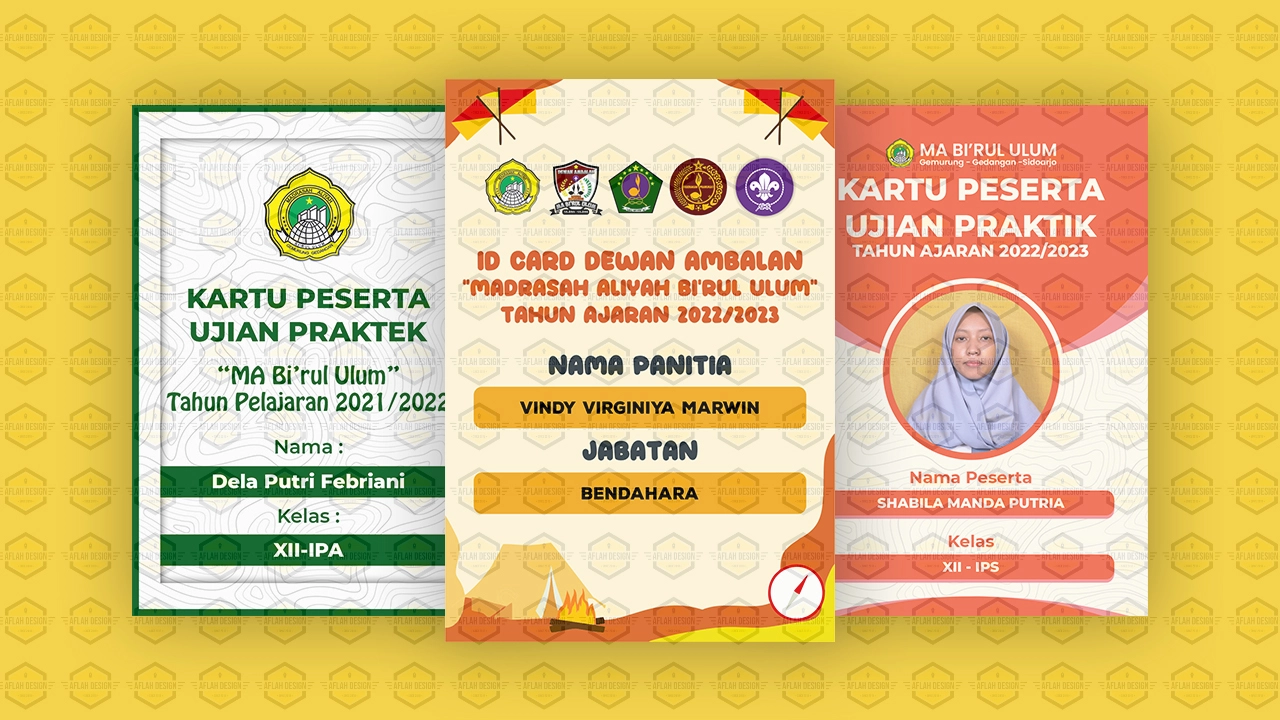 KARTU PESERTA
UJIAN PRAKTEK
“MA Bi’rul Ulum”
Tahun Pelajaran 2021/2022
Nama :
Dela Putri Febriani
Kelas :
XII-IPA
ID CARD DEWAN AMBALAN
"MADRASAH ALIYAH BI'RUL ULUM"
TAHUN AJARAN 2022/2023
NAMA PANITIA
VINDY VIRGINIYA MARWIN
JABATAN
BENDAHARA
MA BI’RUL ULUM
Gemurung - Gedangan -Sidoarjo
KARTU PESERTA
UJIAN PRAKTIK
TAHUN AJARAN 2022/2023
Nama Peserta
SHABILA MANDA PUTRIA
Kelas
XII - IPS
AFLAH DESIGN